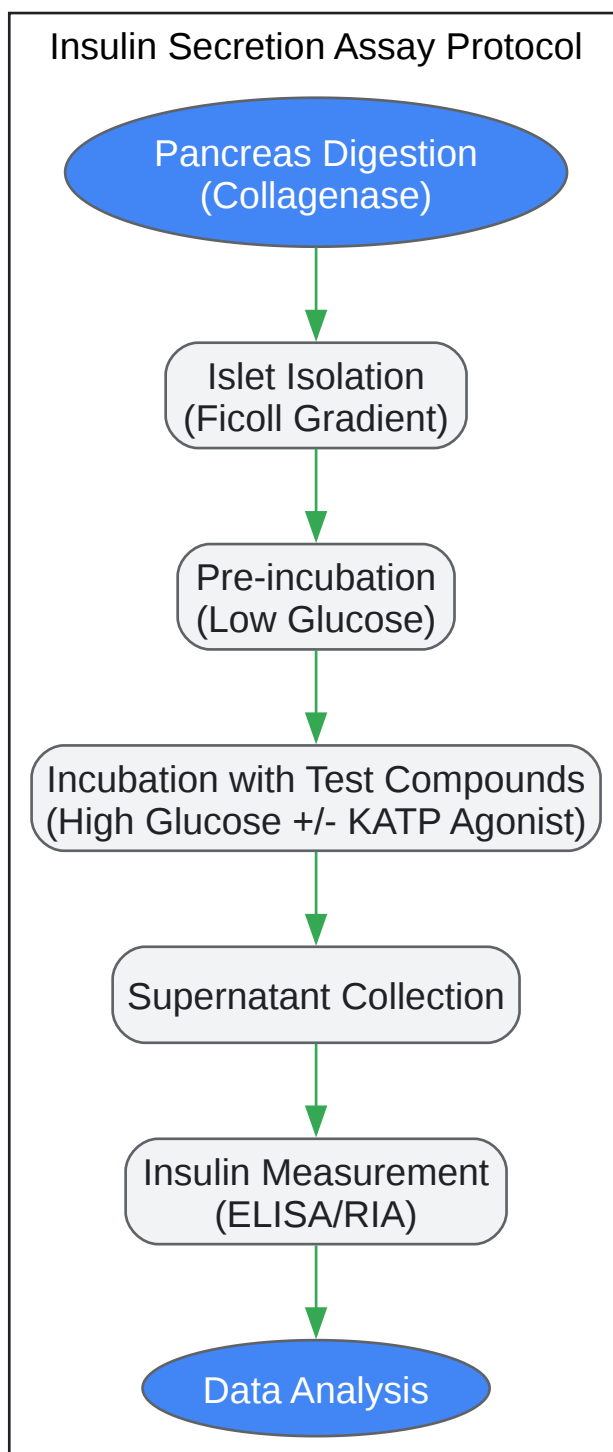 Insulin Secretion Assay Protocol
Pancreas Digestion
(Collagenase)
Islet Isolation
(Ficoll Gradient)
Pre-incubation
(Low Glucose)
Incubation with Test Compounds
(High Glucose +/- KATP Agonist)
Supernatant Collection
Insulin Measurement
(ELISA/RIA)
Data Analysis